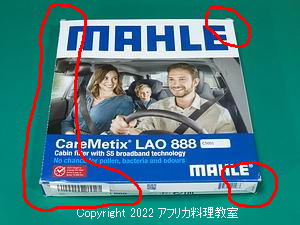 MAHLE
CareMetix® LAO 888
Cabin filter with S5 broadband technology
No chance for pollen, bacteria and odours
MAHLE
Copyright 2022 アフリカ料理教室